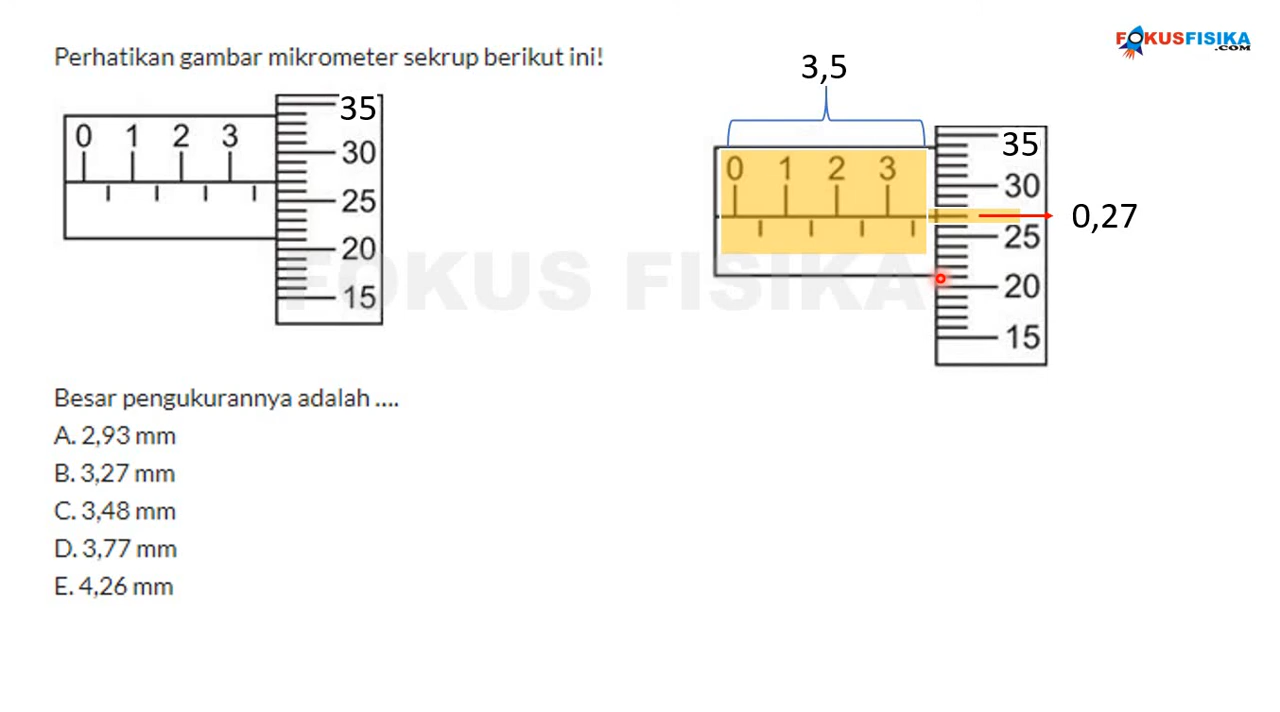 FOKUSFISIKA
.COM
Perhatikan gambar mikrometer sekrup berikut ini!
0 1 2 3
35
30
25
20
15
3,5
0 1 2 3
35
30
25
20
15
0,27
FOKUS FISIKA
Besar pengukurannya adalah ....
A. 2,93 mm
B. 3,27 mm
C. 3,48 mm
D. 3,77 mm
E. 4,26 mm